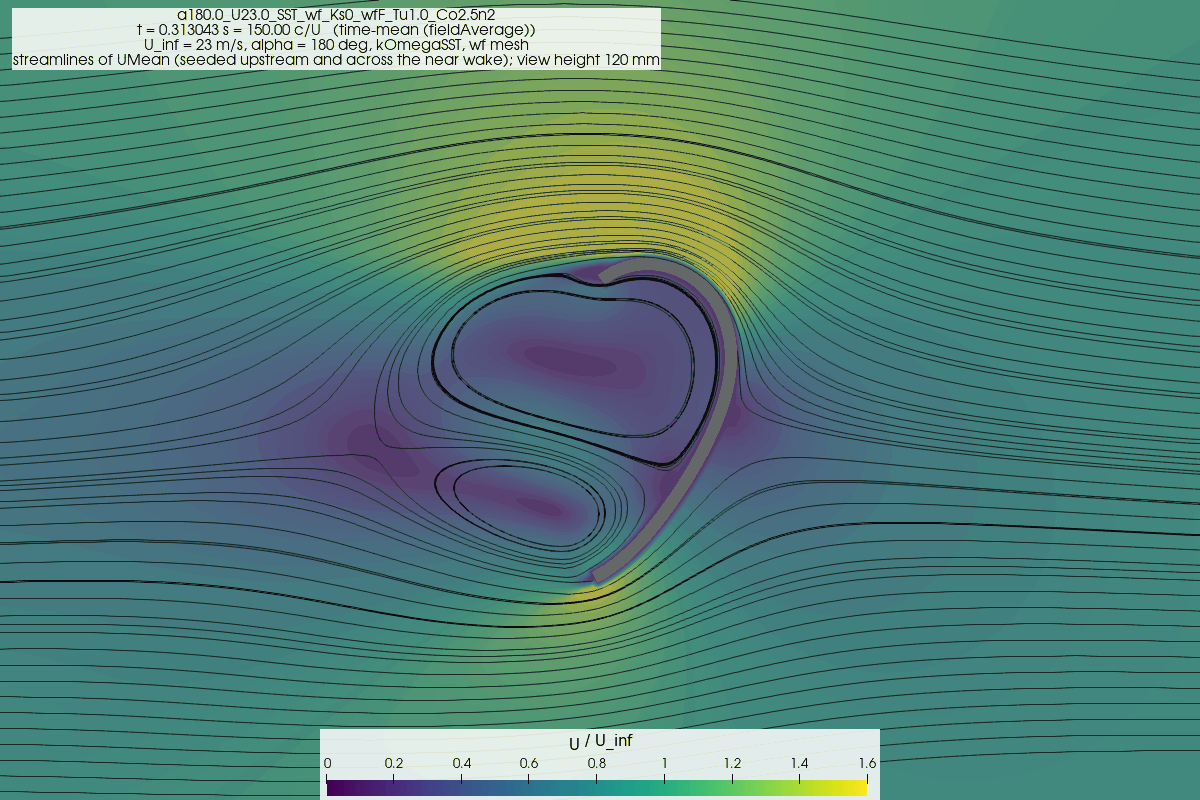 a180.0_U23.0_SST_wf_Ks0_wfF_Tu1.0_Co2.5n2
t = 0.313043 s = 150.00 c/U (time-mean (fieldAverage))
U_inf = 23 m/s, alpha = 180 deg, kOmegaSST, wf mesh
streamlines of UMean (seeded upstream and across the near wake); view height 120 mm
U / U_inf
0 0.2 0.4 0.6 0.8 1 1.2 1.4 1.6